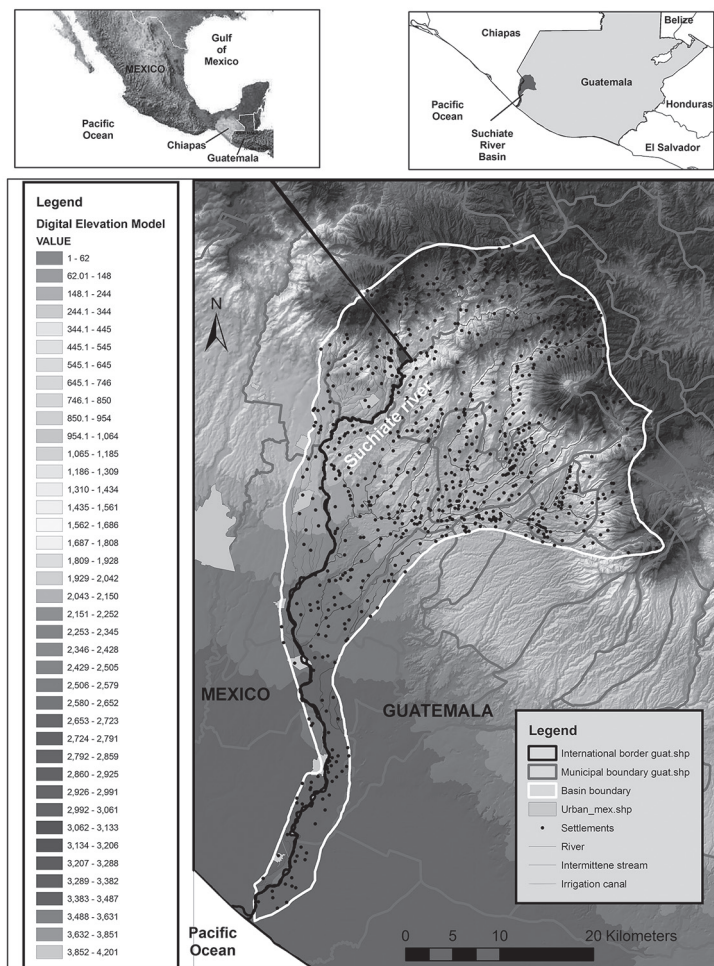 Gulf
of
Mexico
MEXICO
Pacific
Ocean
Chiapas
Guatemala
Chiapas
Belize
Guatemala
Pacific
Ocean
Honduras
Suchiate
River
Basin
El Salvador
Legend
Digital Elevation Model
VALUE
1 - 62
62.01 - 148
148.1 - 244
244.1 - 344
344.1 - 445
445.1 - 545
545.1 - 645
645.1 - 746
746.1 - 850
850.1 - 954
954.1 - 1,064
1,065 - 1,185
1,186 - 1,309
1,310 - 1,434
1,435 - 1,561
1,562 - 1,686
1,687 - 1,808
1,809 - 1,928
1,929 - 2,042
2,043 - 2,150
2,151 - 2,252
2,253 - 2,345
2,346 - 2,428
2,429 - 2,505
2,506 - 2,579
2,580 - 2,652
2,653 - 2,723
2,724 - 2,791
2,792 - 2,859
2,860 - 2,925
2,926 - 2,991
2,992 - 3,061
3,062 - 3,133
3,134 - 3,206
3,207 - 3,288
3,289 - 3,382
3,383 - 3,487
3,488 - 3,631
3,632 - 3,851
3,852 - 4,201
N
Suchiate river
MEXICO
GUATEMALA
Legend
International border guat.shp
Municipal boundary guat.shp
Basin boundary
Urban_mex.shp
Settlements
River
Intermittene stream
Irrigation canal
Pacific
Ocean
0 5 10 20 Kilometers